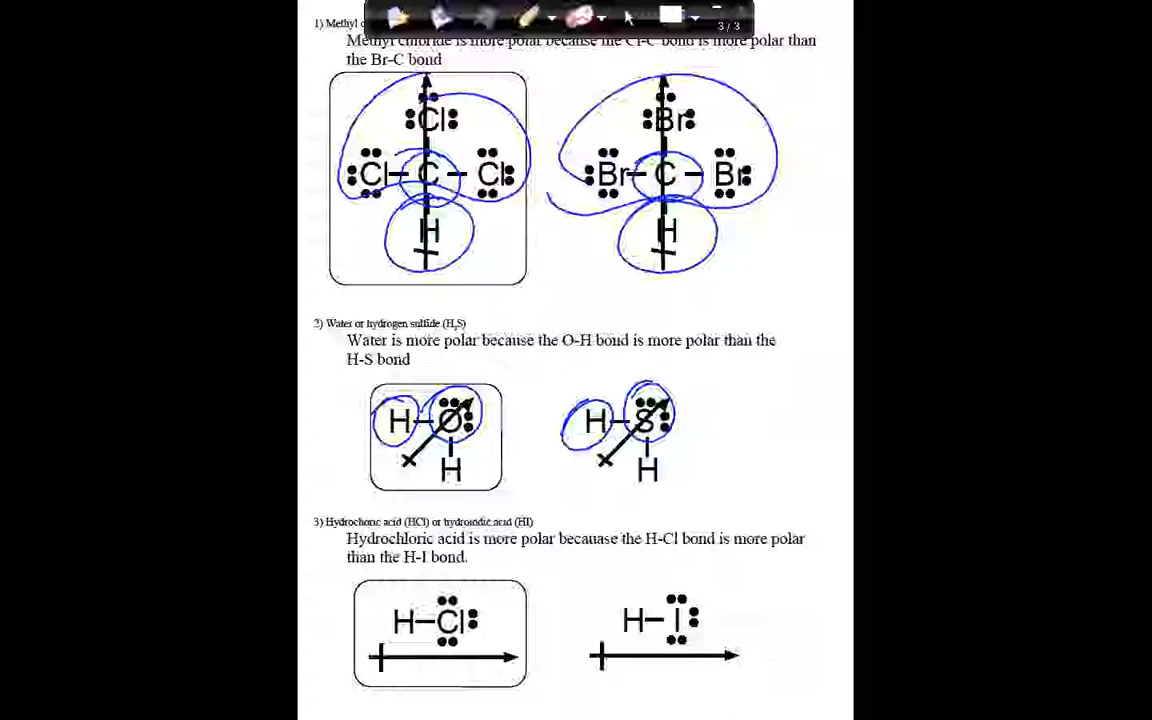 1) Methyl
3 / 3
Methyl chloride is more polar because the Cl-C bond is more polar than
the Br-C bond
Cl Br
Cl C Cl Br C Br
H H
2) Water or hydrogen sulfide (H₂S)
Water is more polar because the O-H bond is more polar than the
H-S bond
H O H S
H H
3) Hydrochoric acid (HCl) or hydroiodic acid (HI)
Hydrochloric acid is more polar becauase the H-Cl bond is more polar
than the H-I bond.
H–Cl H–I